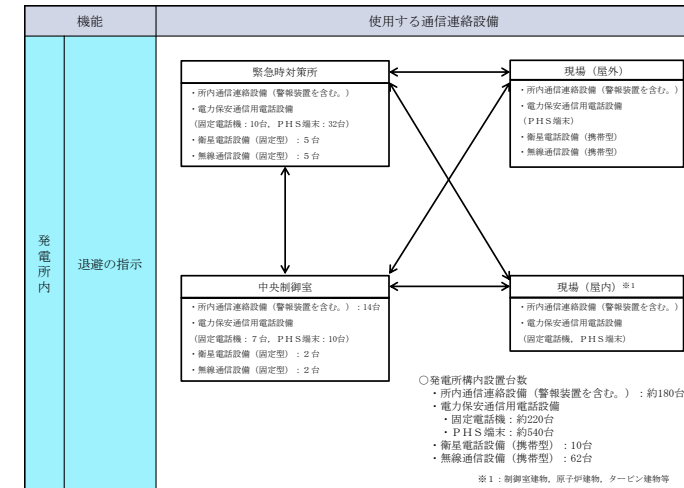 機能
使用する通信連絡設備
発電所内
退避の指示
緊急時対策所
・所内通信連絡設備（警報装置を含む。）
・電力保安通信用電話設備
（固定電話機：10台，ＰＨＳ端末：32台）
・衛星電話設備（固定型）：５台
・無線通信設備（固定型）：５台
現場（屋外）
・所内通信連絡設備（警報装置を含む。）
・電力保安通信用電話設備
（ＰＨＳ端末）
・衛星電話設備（携帯型）
・無線通信設備（携帯型）
中央制御室
・所内通信連絡設備（警報装置を含む。）：14台
・電力保安通信用電話設備
（固定電話機：７台，ＰＨＳ端末：10台）
・衛星電話設備（固定型）：２台
・無線通信設備（固定型）：２台
現場（屋内）※１
・所内通信連絡設備（警報装置を含む。）
・電力保安通信用電話設備
（固定電話機，ＰＨＳ端末）
○発電所構内設置台数
・所内通信連絡設備（警報装置を含む。）：約180台
・電力保安通信用電話設備
・固定電話機：約220台
・ＰＨＳ端末：約540台
・衛星電話設備（携帯型）：10台
・無線通信設備（携帯型）：62台
※１：制御室建物，原子炉建物，タービン建物等